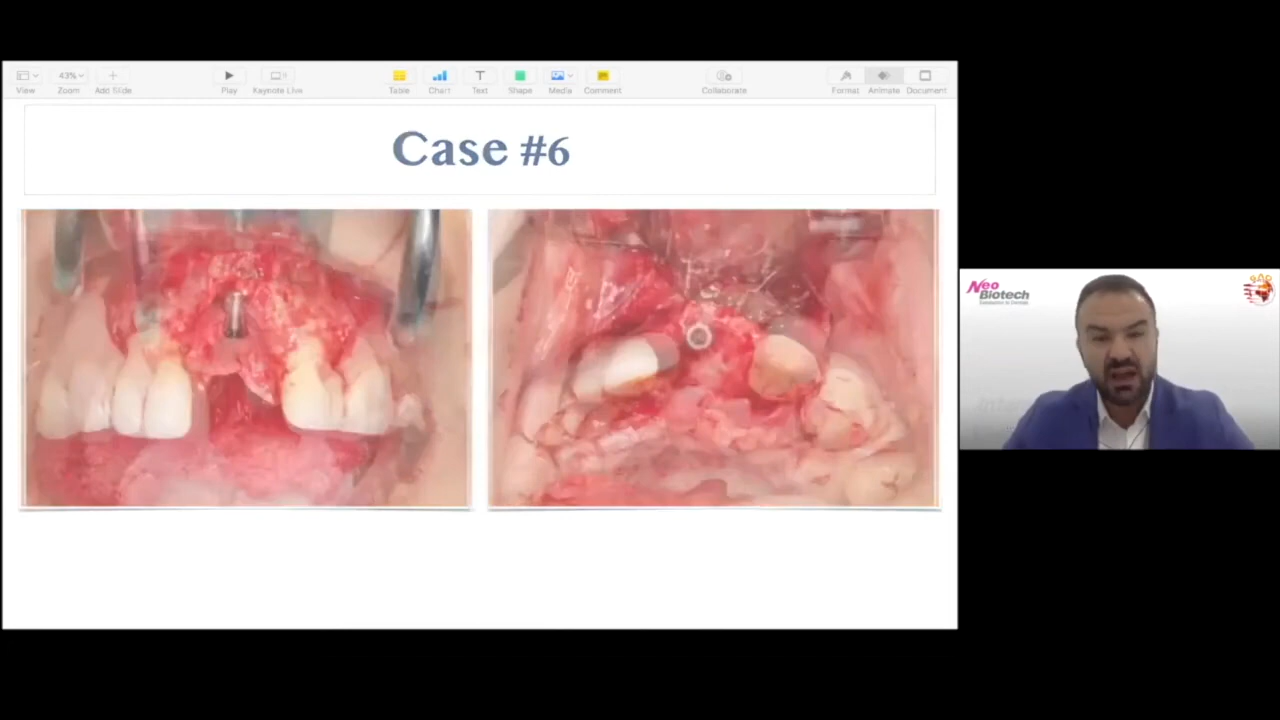 43%
View
Zoom
Add Slide
Play
Keynote Live
Table
Chart
Text
Shape
Media
Comment
Collaborate
Format
Animate
Document
Case #6
Neo
Biotech